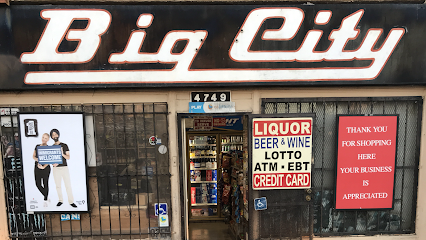 Big City
4749
LIQUOR
BEER & WINE
LOTTO
ATM • EBT
CREDIT CARD
THANK YOU
FOR SHOPPING
HERE
YOUR BUSINESS
IS
APPRECIATED
WELCOME